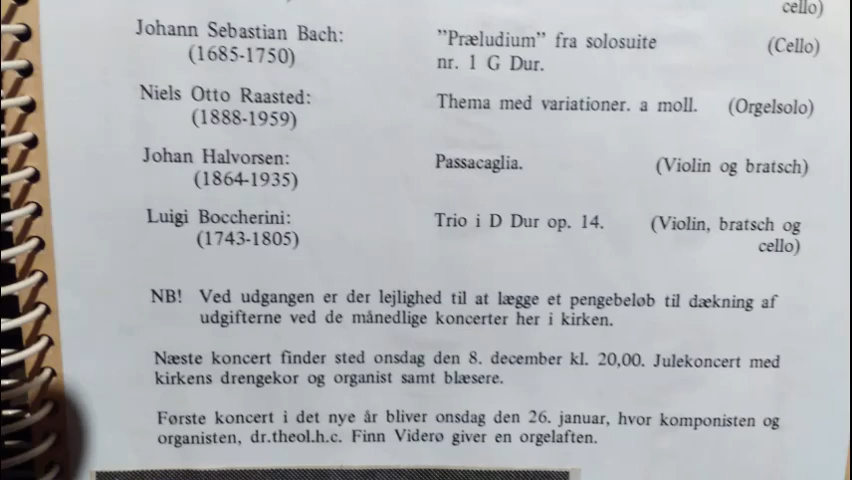 cello)
Johann Sebastian Bach: "Præludium" fra solosuite (Cello)
(1685-1750) nr. 1 G Dur.
Niels Otto Raasted: Thema med variationer. a moll. (Orgelsolo)
(1888-1959)
Johan Halvorsen: Passacaglia. (Violin og bratsch)
(1864-1935)
Luigi Boccherini: Trio i D Dur op. 14. (Violin, bratsch og
(1743-1805) cello)
NB! Ved udgangen er der lejlighed til at lægge et pengebeløb til dækning af
udgifterne ved de månedlige koncerter her i kirken.
Næste koncert finder sted onsdag den 8. december kl. 20,00. Julekoncert med
kirkens drengekor og organist samt blæsere.
Første koncert i det nye år bliver onsdag den 26. januar, hvor komponisten og
organisten, dr.theol.h.c. Finn Viderø giver en orgelaften.